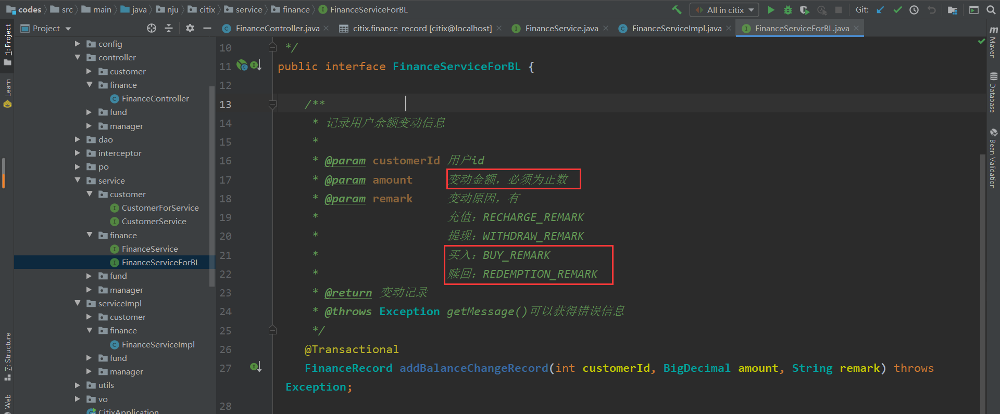 codes src main java nju citix service finance FinanceServiceForBL All in citix Git:
Project FinanceController.java citix.finance_record [citix@localhost] FinanceService.java FinanceServiceImpl.java FinanceServiceForBL.java
1: Project
Learn
7: Structure
Web
config
controller
customer
finance
FinanceController
fund
manager
dao
interceptor
po
service
customer
CustomerForService
CustomerService
finance
FinanceService
FinanceServiceForBL
fund
manager
serviceImpl
customer
finance
FinanceServiceImpl
fund
manager
utils
vo
CitixApplication
10 */
11 public interface FinanceServiceForBL {
12
13 /**
14 * 记录用户余额变动信息
15 *
16 * @param customerId 用户id
17 * @param amount 变动金额，必须为正数
18 * @param remark 变动原因，有
19 * 充值：RECHARGE_REMARK
20 * 提现：WITHDRAW_REMARK
21 * 买入：BUY_REMARK
22 * 赎回：REDEMPTION_REMARK
23 * @return 变动记录
24 * @throws Exception getMessage()可以获得错误信息
25 */
26 @Transactional
27 FinanceRecord addBalanceChangeRecord(int customerId, BigDecimal amount, String remark) throws
Exception;
28
Maven
Database
Bean Validation